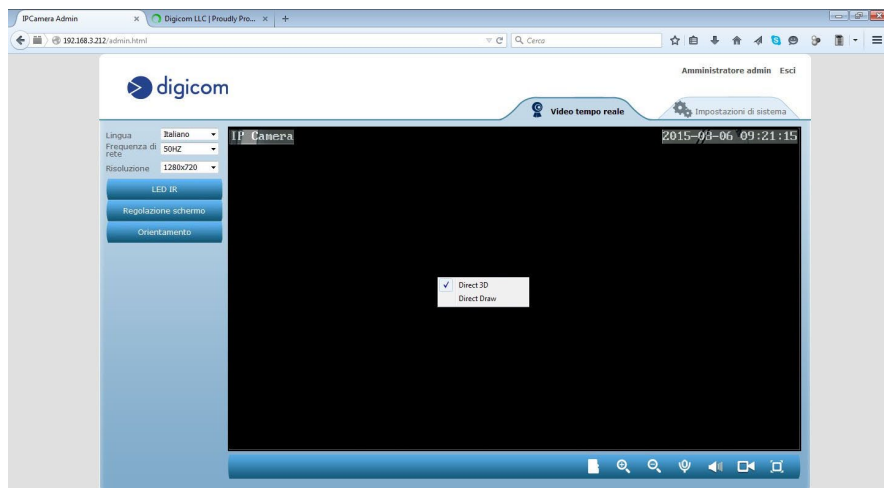 IPCamera Admin
Digicom LLC | Proudly Pro...
192.168.3.212/admin.html
Cerca
digicom
Amministratore admin Esci
Video tempo reale
Impostazioni di sistema
Lingua Italiano
Frequenza di rete 50HZ
Risoluzione 1280x720
LED IR
Regolazione schermo
Orientamento
IP Camera
2015-08-06 09:21:15
Direct 3D
Direct Draw